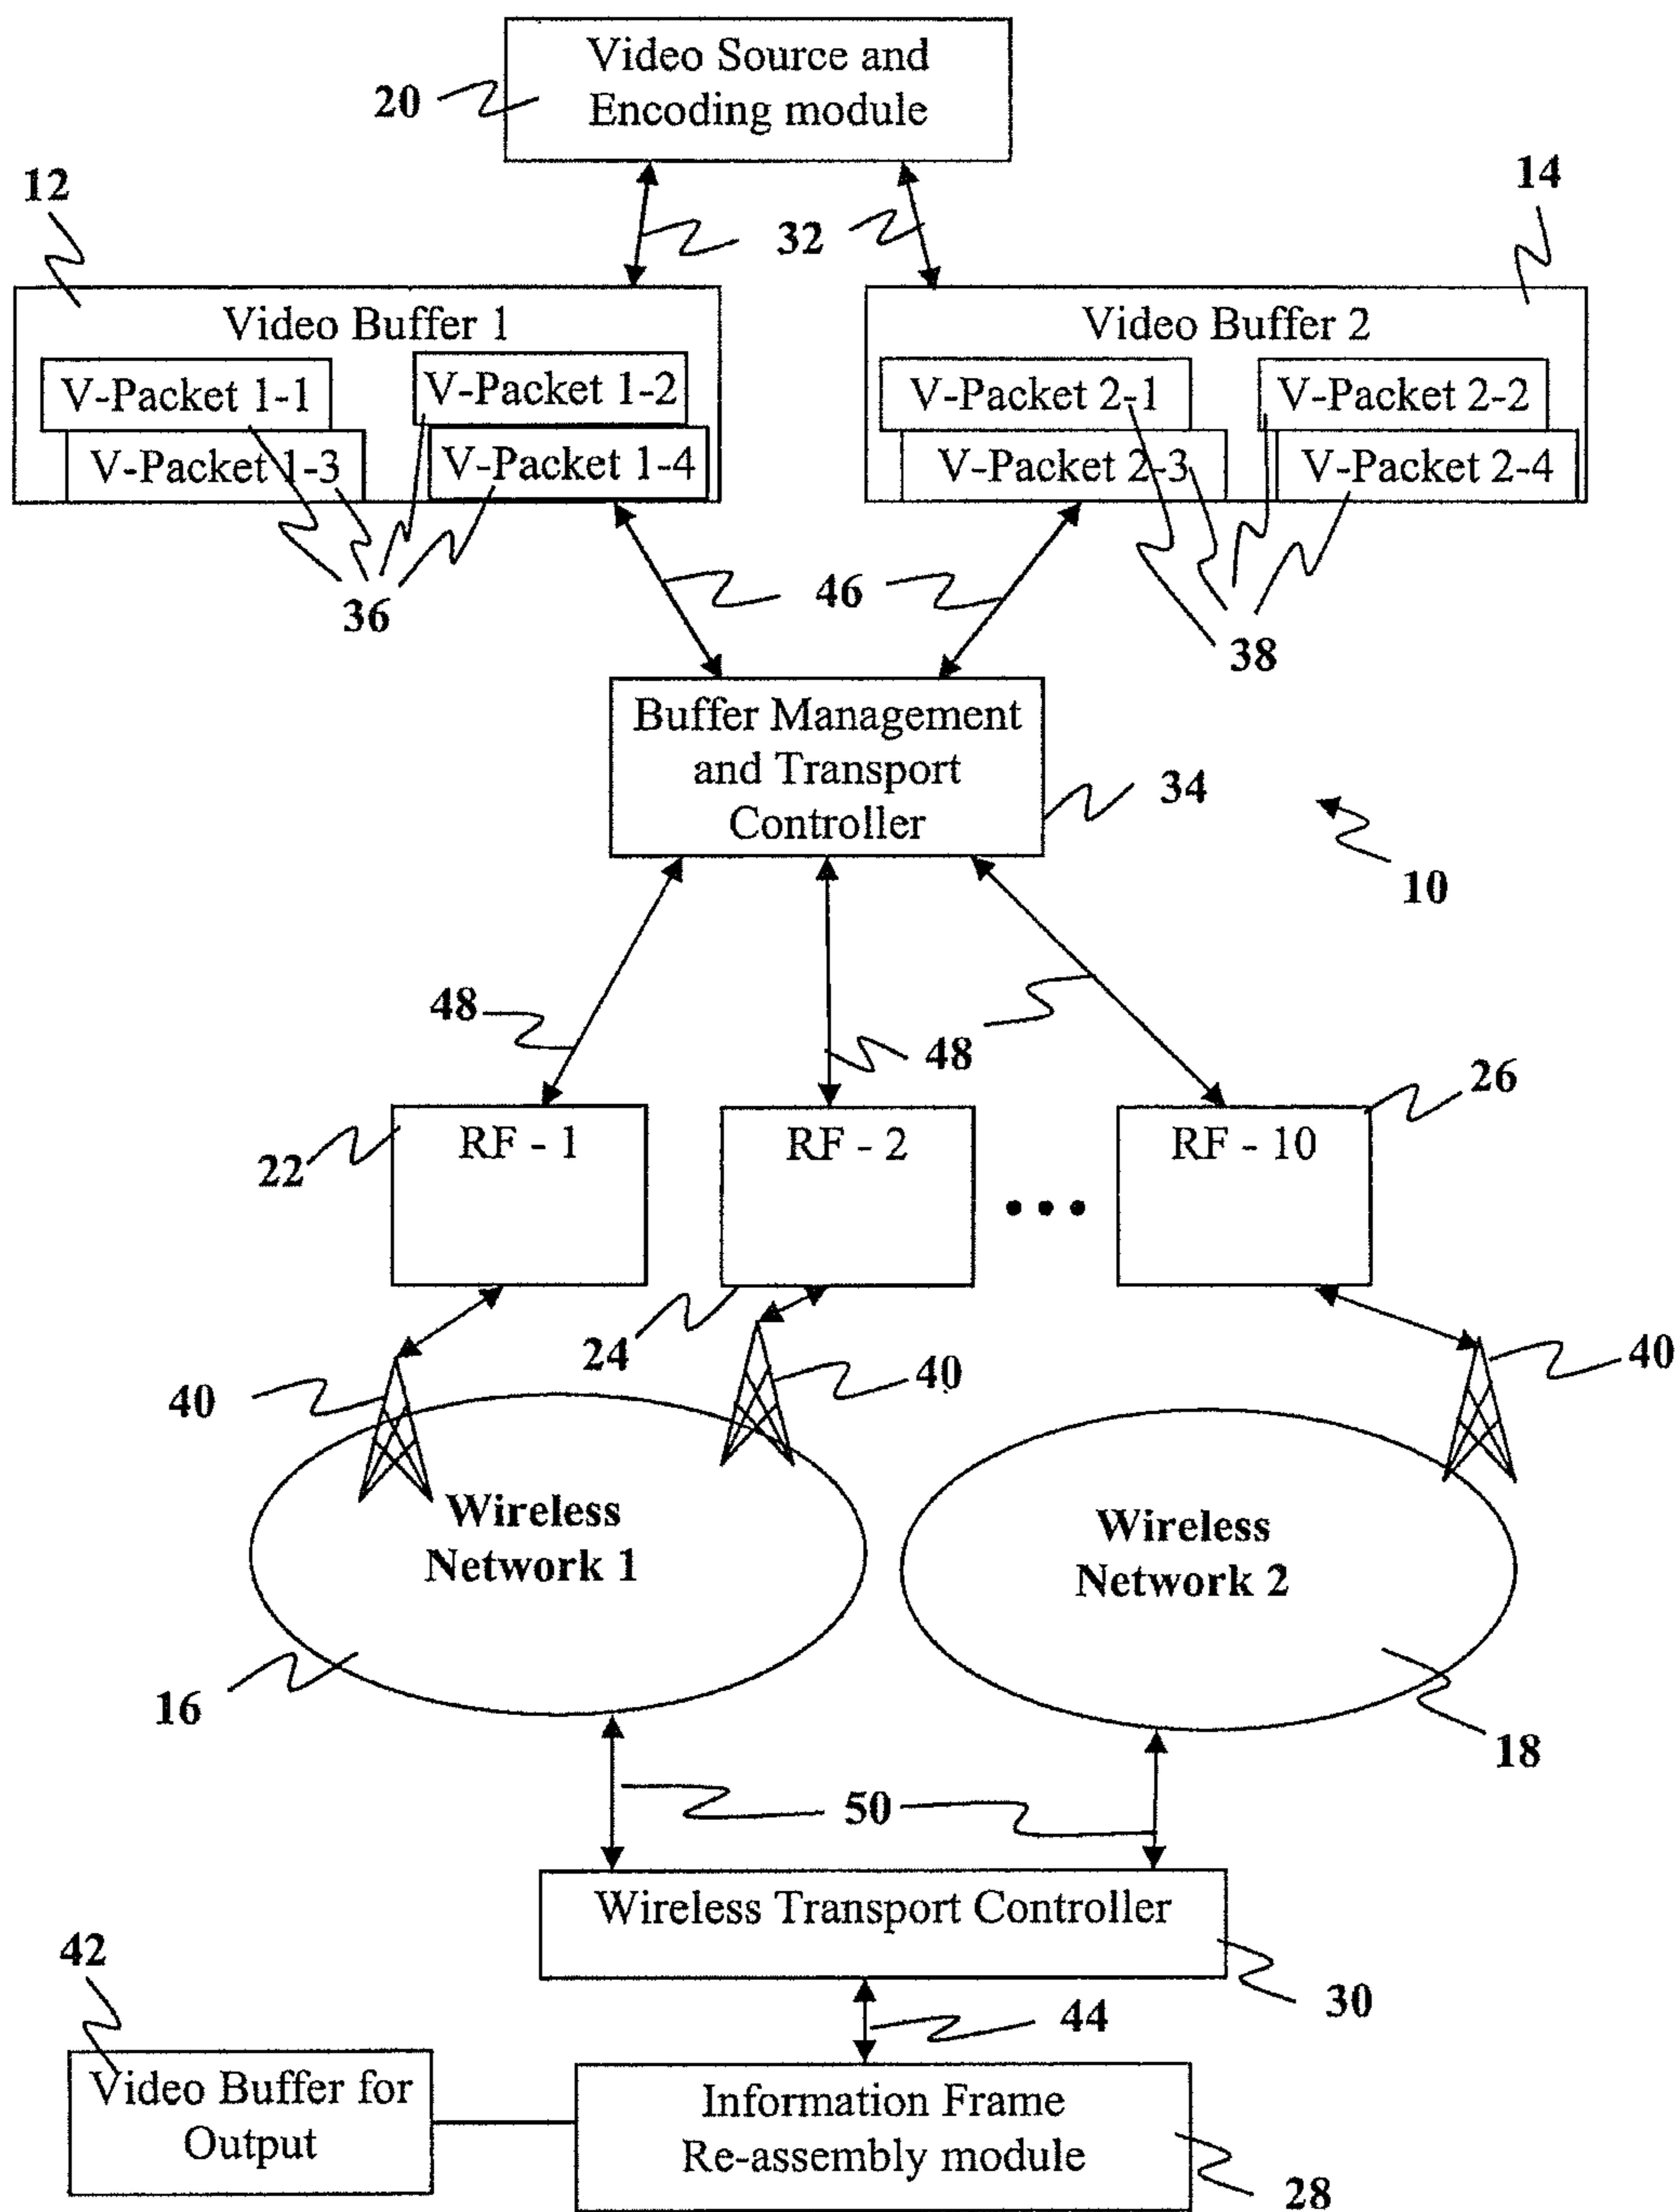 Video Source and
Encoding module
20
12
14
32
Video Buffer 1
V-Packet 1-1
V-Packet 1-2
V-Packet 1-3
V-Packet 1-4
Video Buffer 2
V-Packet 2-1
V-Packet 2-2
V-Packet 2-3
V-Packet 2-4
36
46
38
Buffer Management
and Transport
Controller
34
10
48
48
26
RF - 1
RF - 2
RF - 10
22
24
40
40
40
Wireless
Network 1
Wireless
Network 2
16
18
50
Wireless Transport Controller
42
30
44
Video Buffer for
Output
Information Frame
Re-assembly module
28